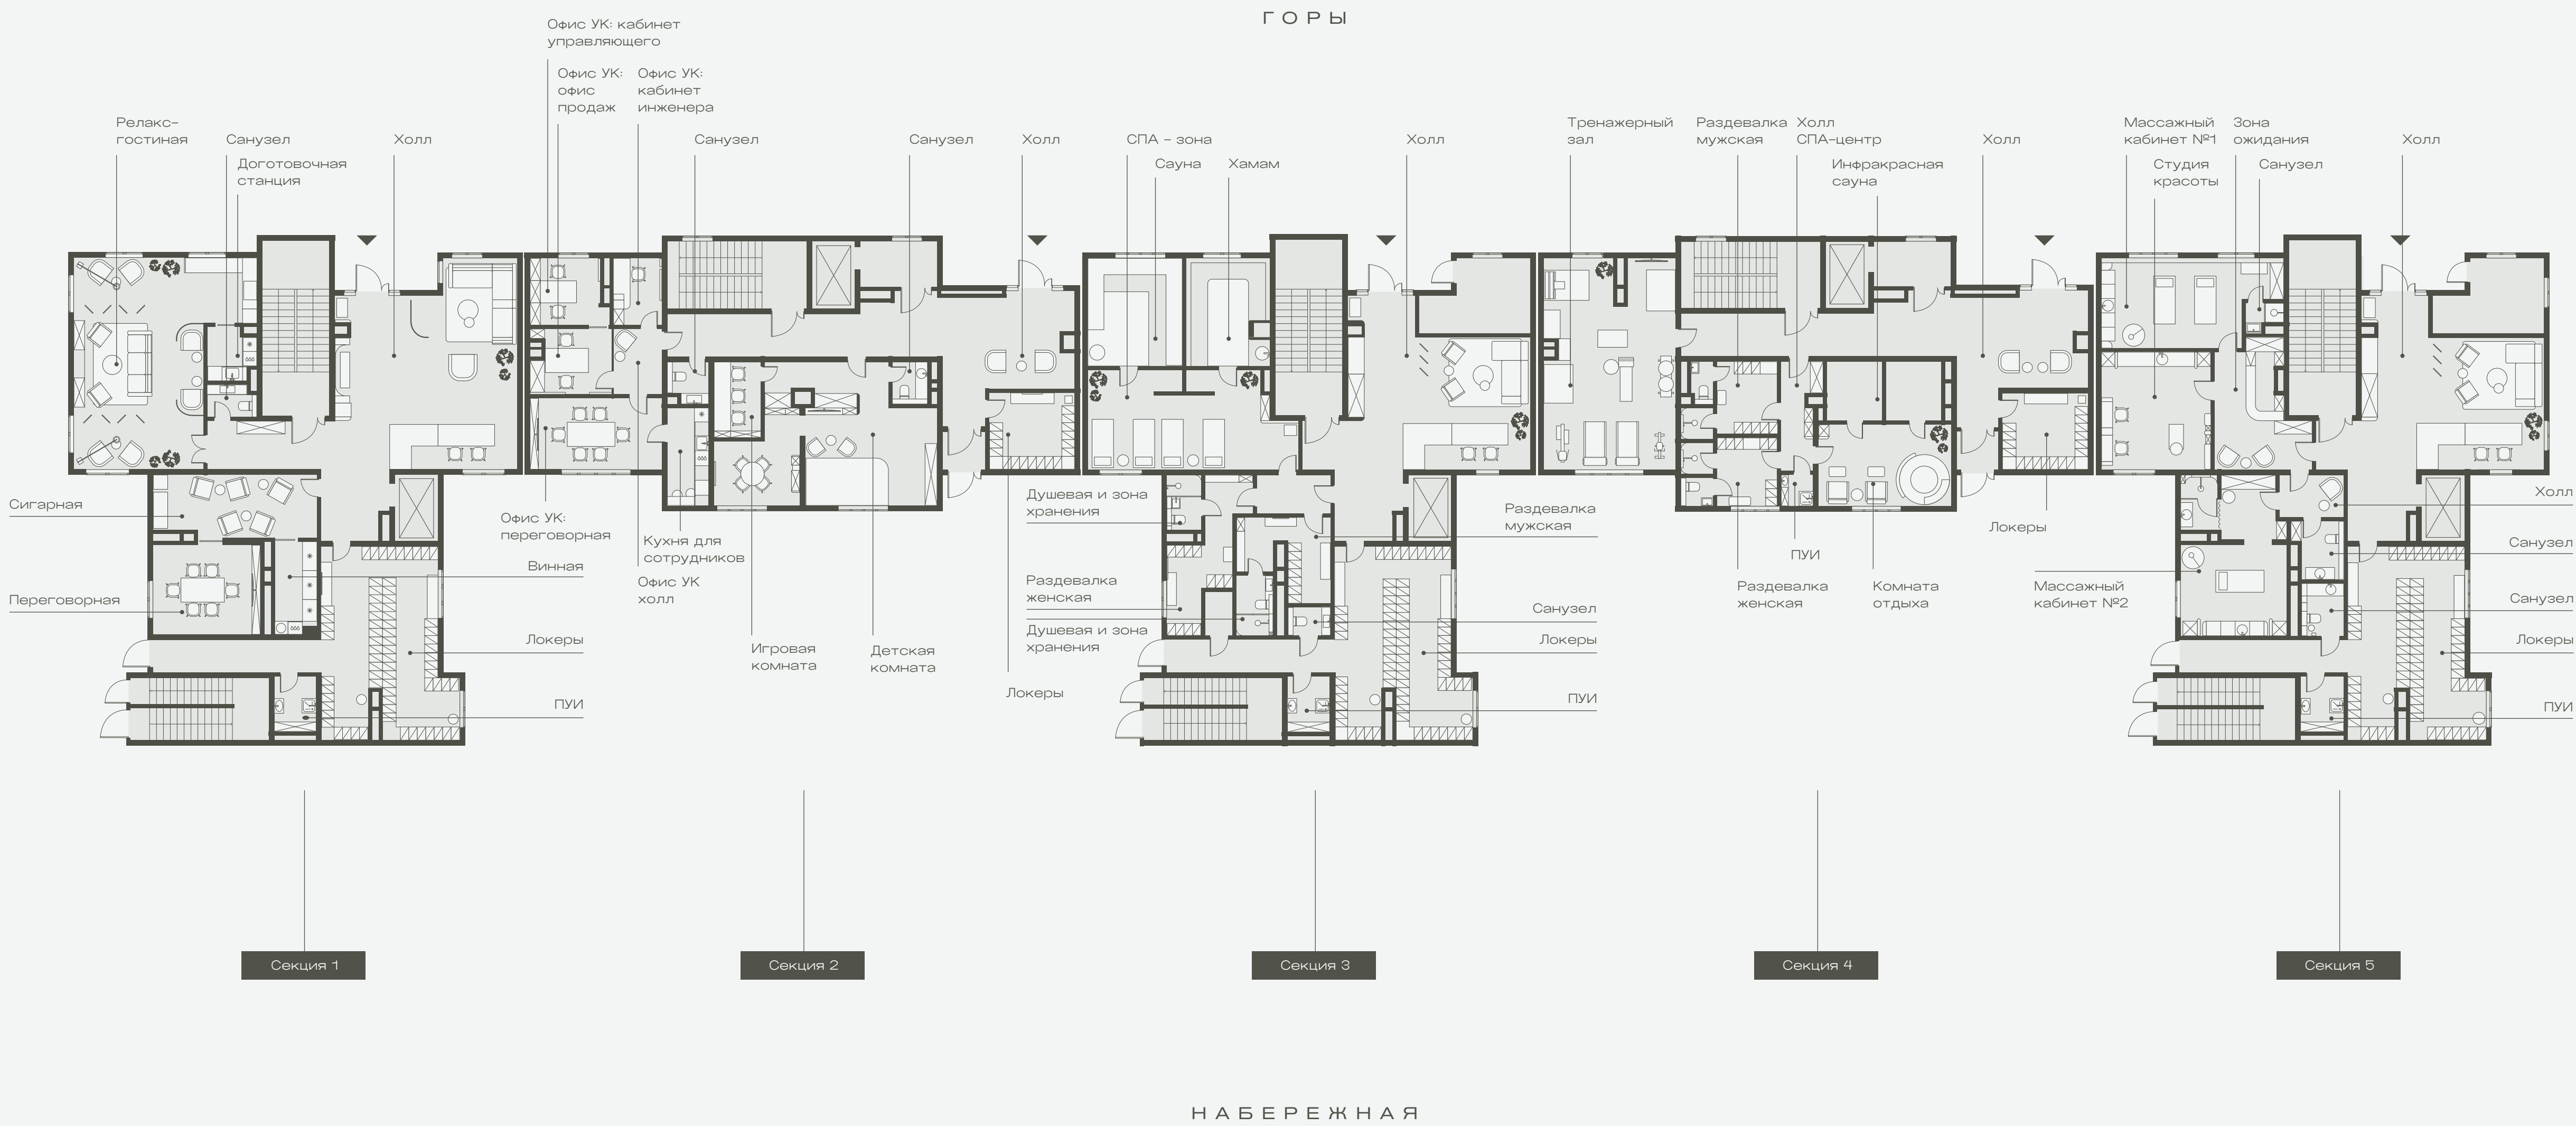 ГОРЫ
Офис УК: кабинет
управляющего
Офис УК:
офис
продаж
Офис УК:
кабинет
инженера
Релакс-
гостиная
Санузел
Доготовочная
станция
Холл
Санузел
Санузел
Холл
СПА - зона
Сауна
Хамам
Холл
Тренажерный
зал
Раздевалка
мужская
Холл
СПА-центр
Инфракрасная
сауна
Холл
Массажный
кабинет №1
Студия
красоты
Зона
ожидания
Санузел
Холл
Сигарная
Переговорная
Офис УК:
переговорная
Винная
Локеры
ПУИ
Кухня для
сотрудников
Офис УК
холл
Игровая
комната
Детская
комната
Локеры
Душевая и зона
хранения
Раздевалка
женская
Душевая и зона
хранения
Раздевалка
мужская
Санузел
Локеры
ПУИ
Раздевалка
женская
ПУИ
Комната
отдыха
Локеры
Массажный
кабинет №2
Холл
Санузел
Санузел
Локеры
ПУИ
Секция 1
Секция 2
Секция 3
Секция 4
Секция 5
НАБЕРЕЖНАЯ